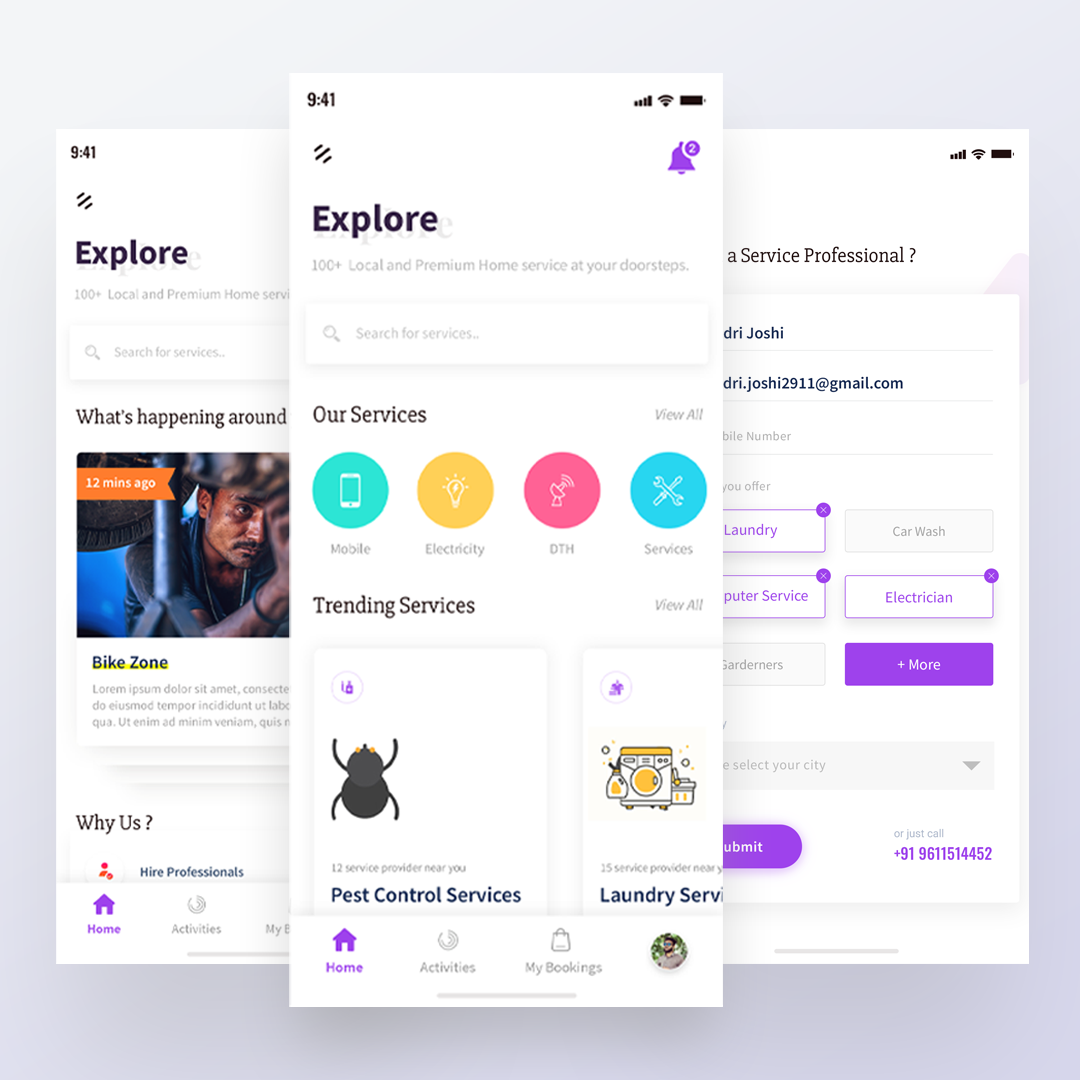 9:41
Explore
100+ Local and Premium Home servi
Search for services..
What's happening around
12 mins ago
Bike Zone
Lorem ipsum dolor sit amet, consecte
do eiusmod tempor incididunt ut labo
qua. Ut enim ad minim veniam, quis n
Why Us ?
Hire Professionals
Home
Activities
My B
9:41
2
Explore
100+ Local and Premium Home service at your doorsteps.
Search for services..
Our Services
View All
Mobile
Electricity
DTH
Services
Trending Services
View All
12 service provider near you
15 service provider near y
Pest Control Services
Laundry Servi
Home
Activities
My Bookings
a Service Professional ?
dri Joshi
dri.joshi2911@gmail.com
bile Number
you offer
Laundry
Car Wash
puter Service
Electrician
Garderners
+ More
y
e select your city
ubmit
or just call
+91 9611514452